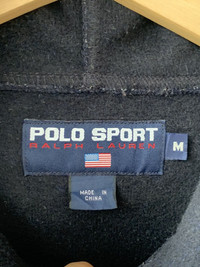 POLO SPORT
RALPH LAUREN
M
MADE IN
CHINA